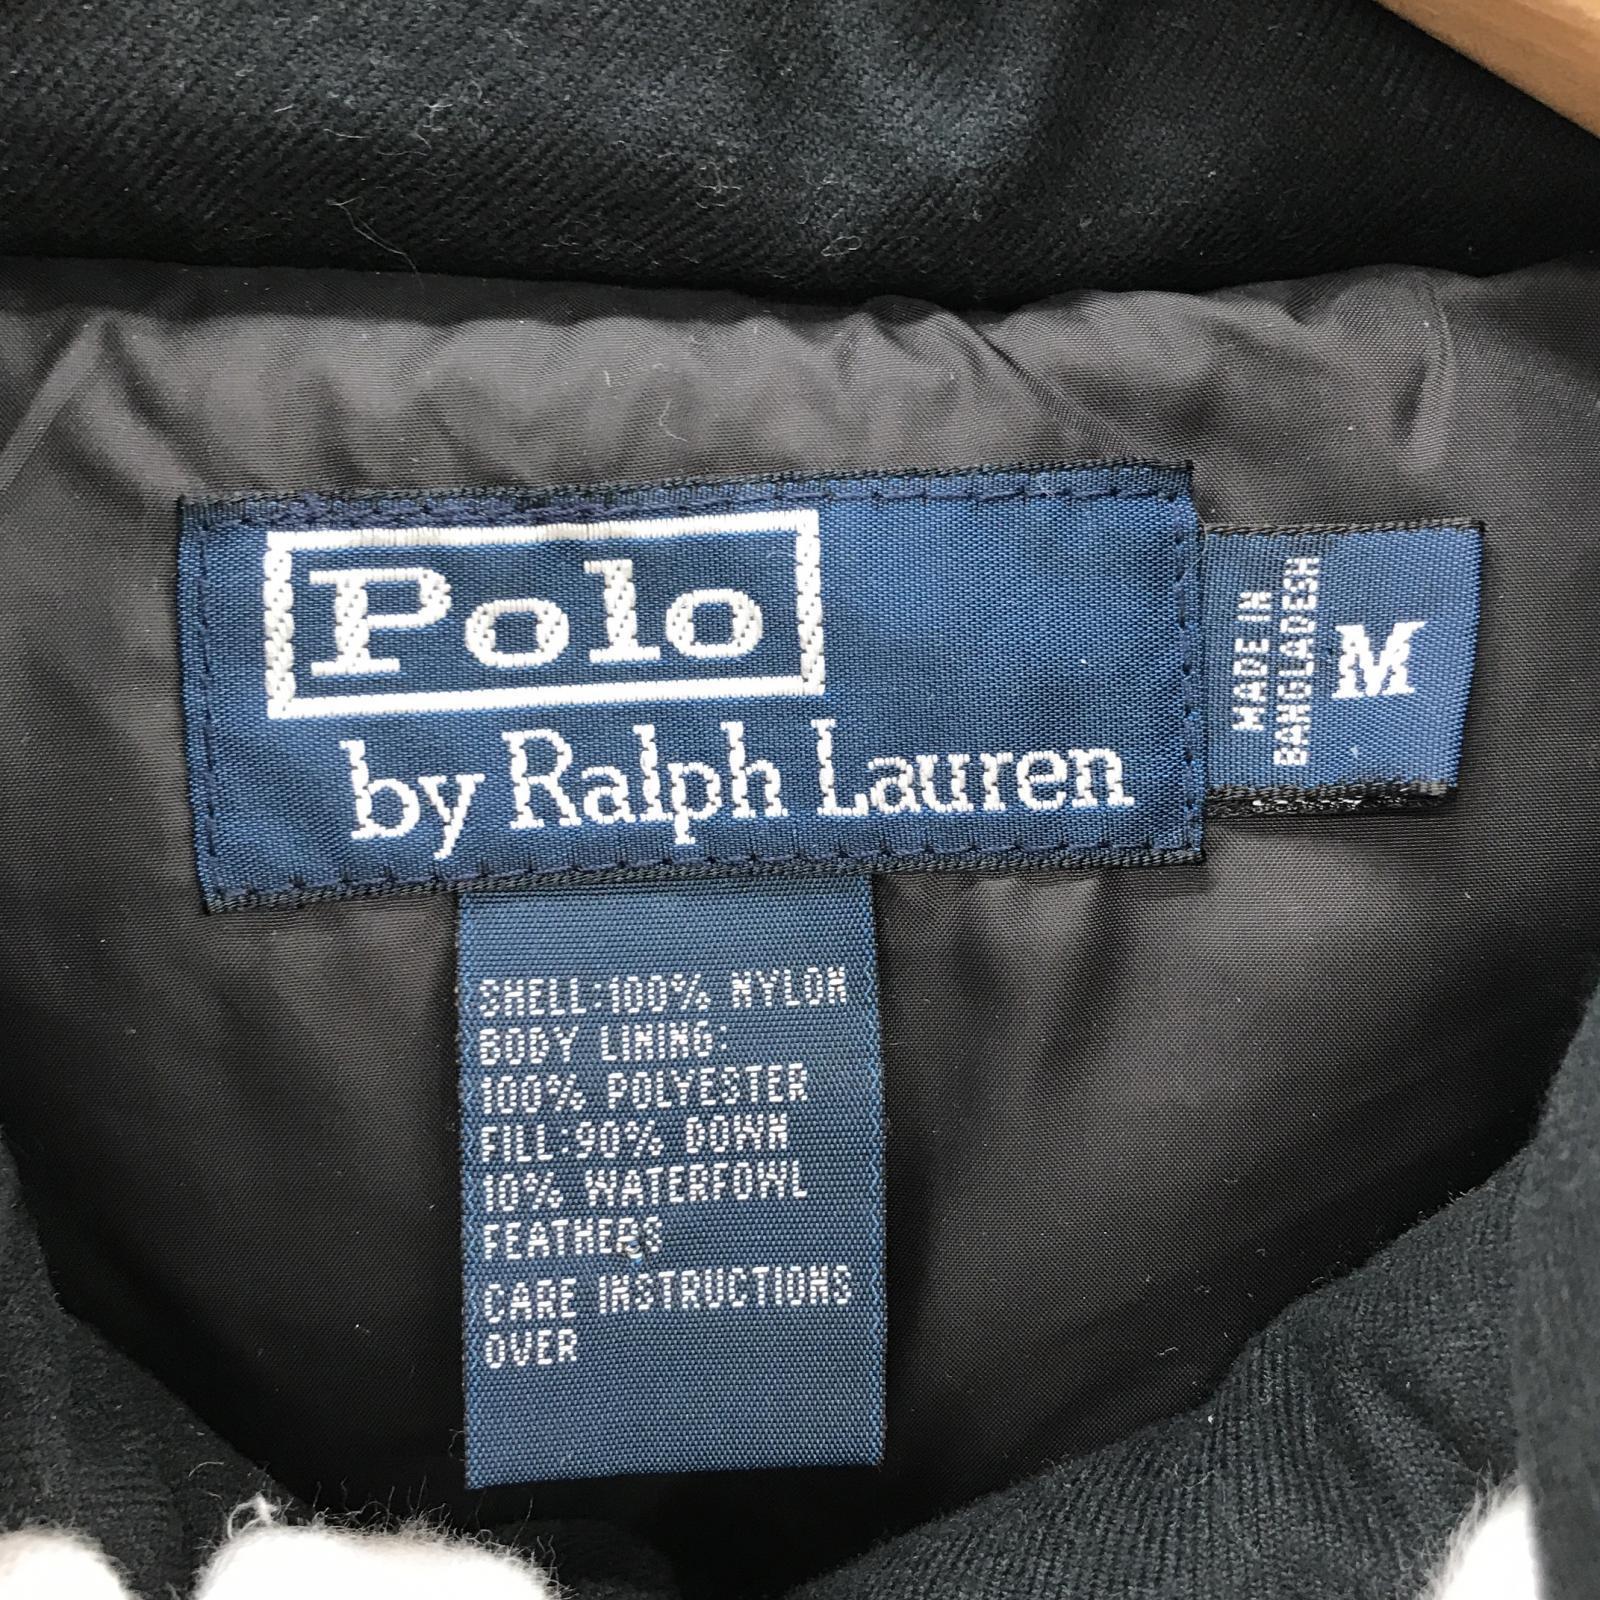 Polo
by Ralph Lauren
MADE IN
BANGLADESH
M
SHELL:100% NYLON
BODY LINING:
100% POLYESTER
FILL:90% DOWN
10% WATERFOWL
FEATHERS
CARE INSTRUCTIONS
OVER